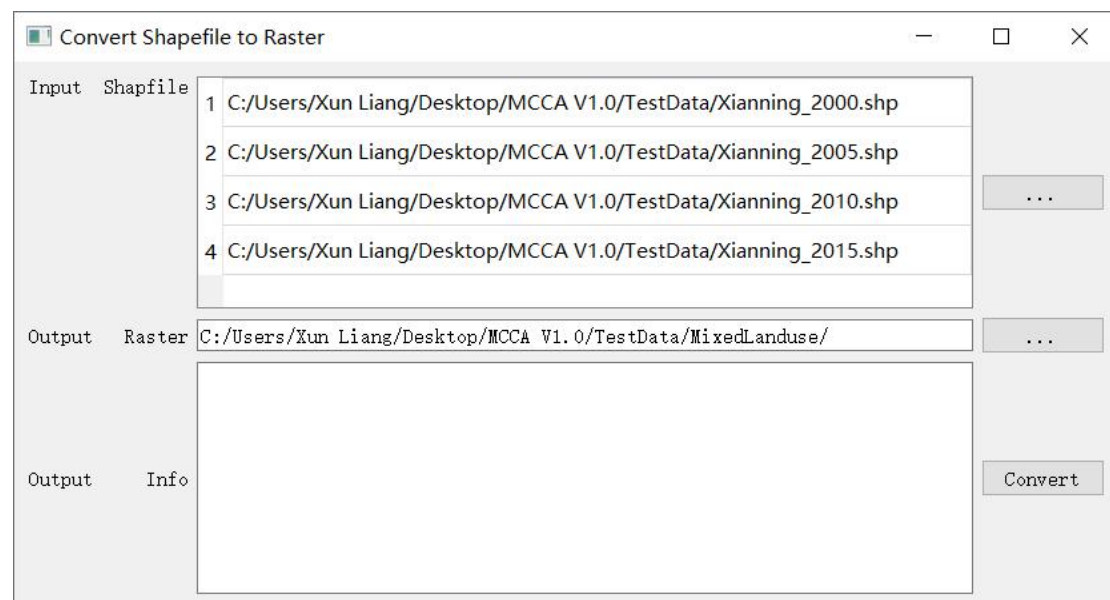 Convert Shapefile to Raster
Input Shapfile
1 C:/Users/Xun Liang/Desktop/MCCA V1.0/TestData/Xianning_2000.shp
2 C:/Users/Xun Liang/Desktop/MCCA V1.0/TestData/Xianning_2005.shp
3 C:/Users/Xun Liang/Desktop/MCCA V1.0/TestData/Xianning_2010.shp
4 C:/Users/Xun Liang/Desktop/MCCA V1.0/TestData/Xianning_2015.shp
...
Output Raster C:/Users/Xun Liang/Desktop/MCCA V1.0/TestData/MixedLanduse/ ...
Output Info Convert